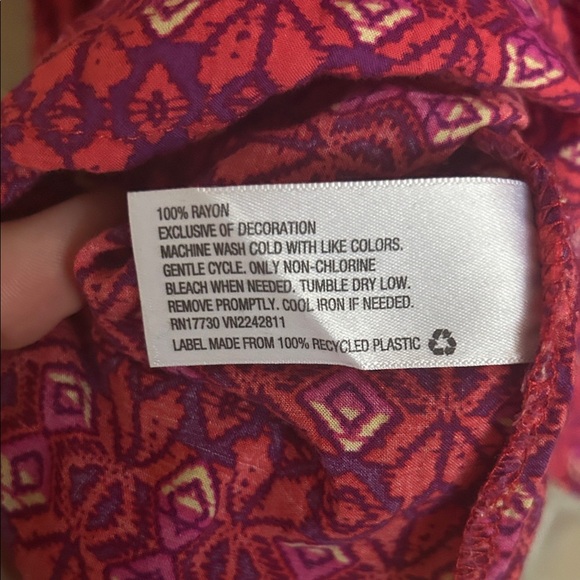 100% RAYON
EXCLUSIVE OF DECORATION
MACHINE WASH COLD WITH LIKE COLORS.
GENTLE CYCLE. ONLY NON-CHLORINE
BLEACH WHEN NEEDED. TUMBLE DRY LOW.
REMOVE PROMPTLY. COOL IRON IF NEEDED.
RN17730 VN2242811
LABEL MADE FROM 100% RECYCLED PLASTIC